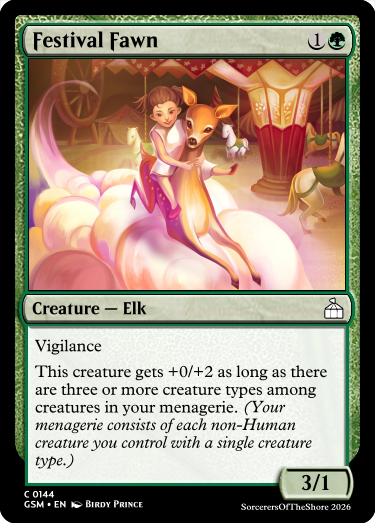 Festival Fawn 1
Creature — Elk
Vigilance
This creature gets +0/+2 as long as there
are three or more creature types among
creatures in your menagerie. (Your
menagerie consists of each non-Human
creature you control with a single creature
type.)
3/1
C 0144
GSM • EN Birdy Prince
SorcerersOfTheShore 2026